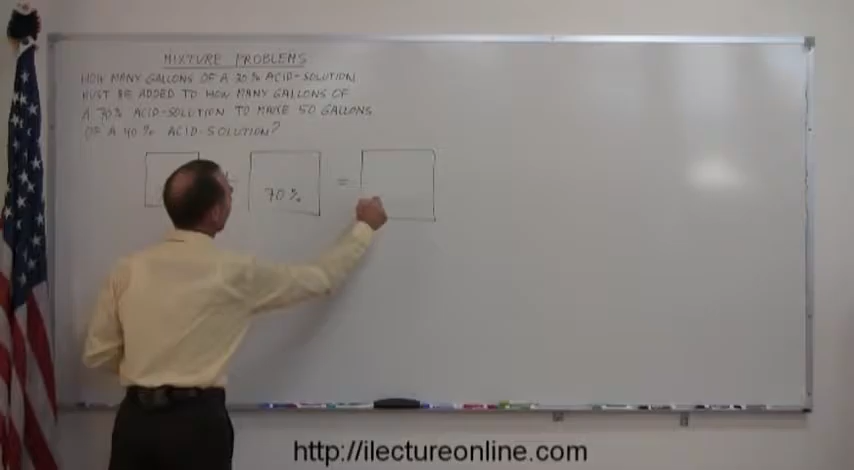 MIXTURE PROBLEMS
HOW MANY GALLONS OF A 20% ACID-SOLUTION
MUST BE ADDED TO HOW MANY GALLONS OF
A 70% ACID-SOLUTION TO MAKE 50 GALLONS
OF A 40% ACID-SOLUTION?
+
=
70%
http://ilectureonline.com